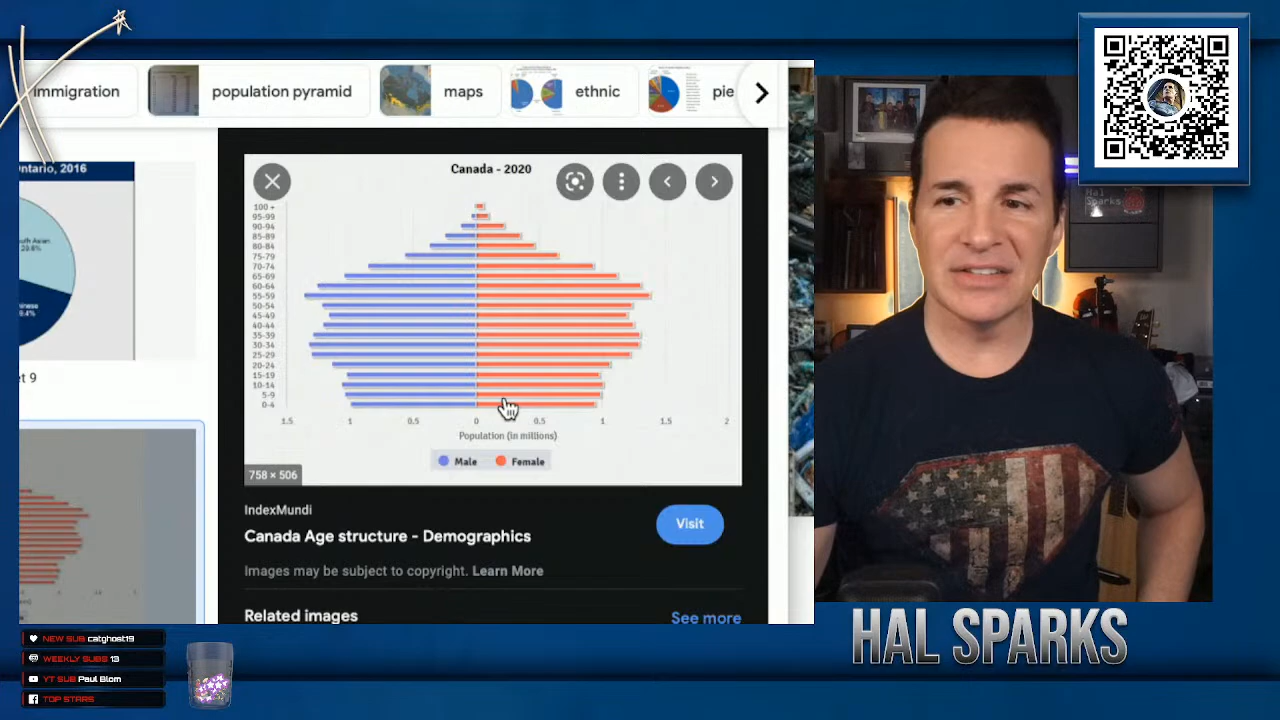 immigration
population pyramid
maps
ethnic
pie
ntario, 2016
outh Asian
Chinese
et 9
Canada - 2020
100 +
95-99
90-94
85-89
80-84
75-79
70-74
65-69
60-64
55-59
50-54
45-49
40-44
35-39
30-34
25-29
20-24
15-19
10-14
5-9
0-4
1.5 1 0.5 0 0.5 1 1.5 2
Population (in millions)
Male Female
758 × 506
IndexMundi
Canada Age structure - Demographics
Visit
Images may be subject to copyright. Learn More
Related images
See more
Hal
Sparks
HAL SPARKS
NEW SUB catghost19
WEEKLY SUBS 13
YT SUB Paul Blom
TOP STARS